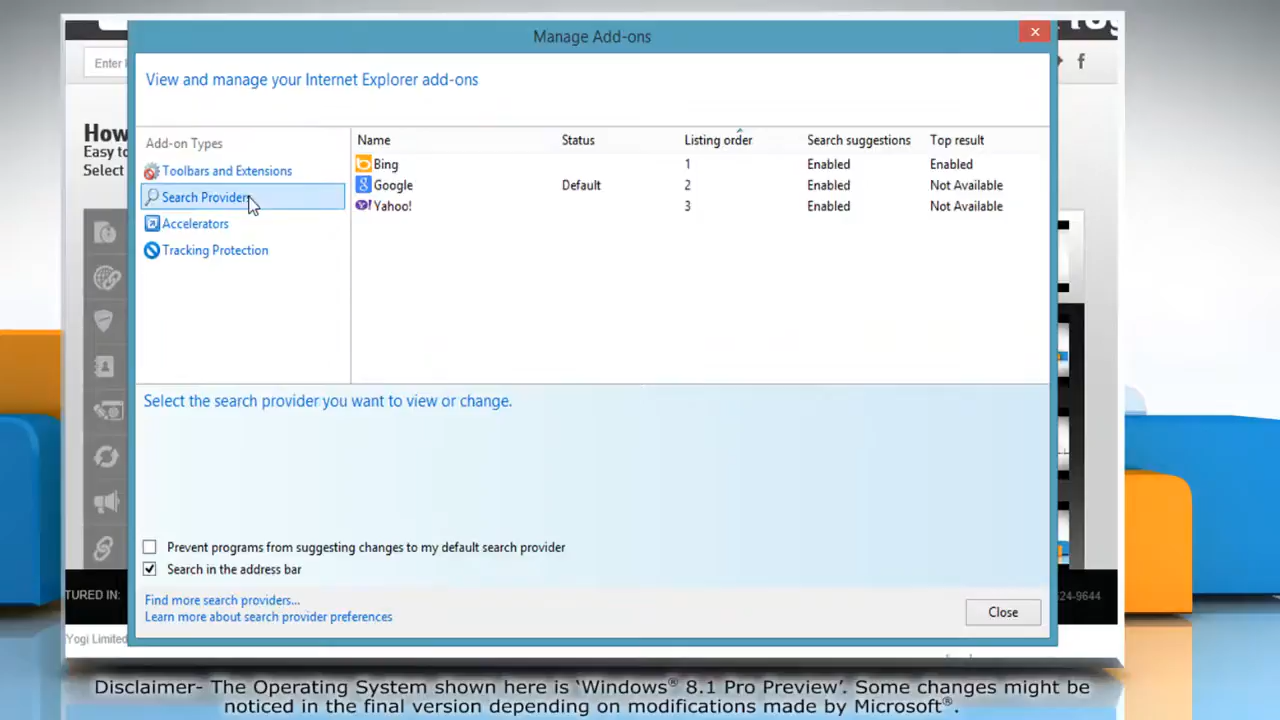 Manage Add-ons
Enter
View and manage your Internet Explorer add-ons
f
How
Easy to
Select
Add-on Types
Toolbars and Extensions
Search Providers
Accelerators
Tracking Protection
Name Status Listing order Search suggestions Top result
Bing 1 Enabled Enabled
Google Default 2 Enabled Not Available
Yahoo! 3 Enabled Not Available
Select the search provider you want to view or change.
Prevent programs from suggesting changes to my default search provider
Search in the address bar
Find more search providers...
Learn more about search provider preferences
Close
TURED IN:
24-9644
Yogi Limited
Disclaimer- The Operating System shown here is ‘Windows® 8.1 Pro Preview’. Some changes might be
noticed in the final version depending on modifications made by Microsoft®.